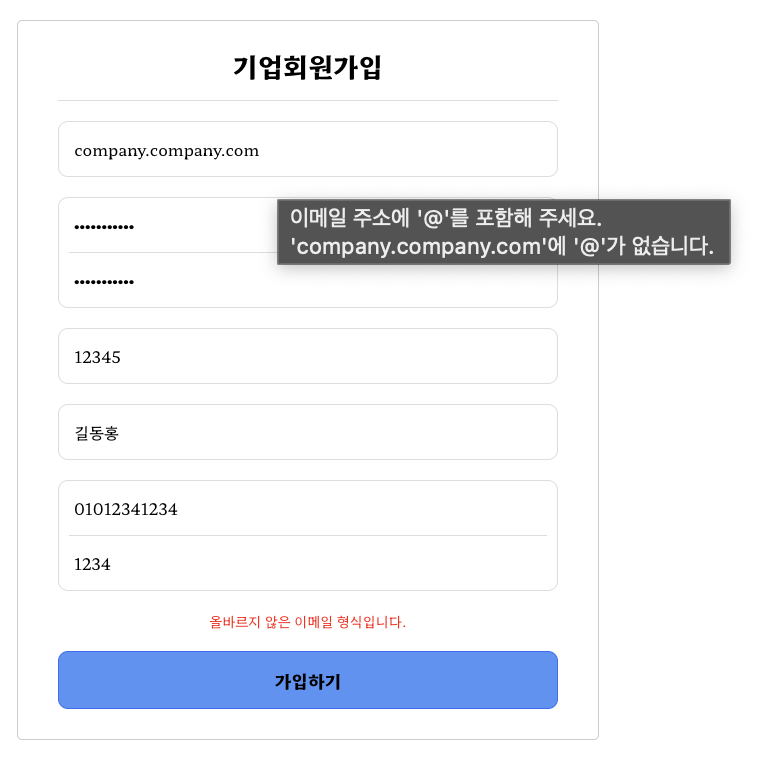 기업회원가입
company.company.com
•••••••••••
이메일 주소에 '@'를 포함해 주세요.
'company.company.com'에 '@'가 없습니다.
•••••••••••
12345
길동홍
01012341234
1234
올바르지 않은 이메일 형식입니다.
가입하기